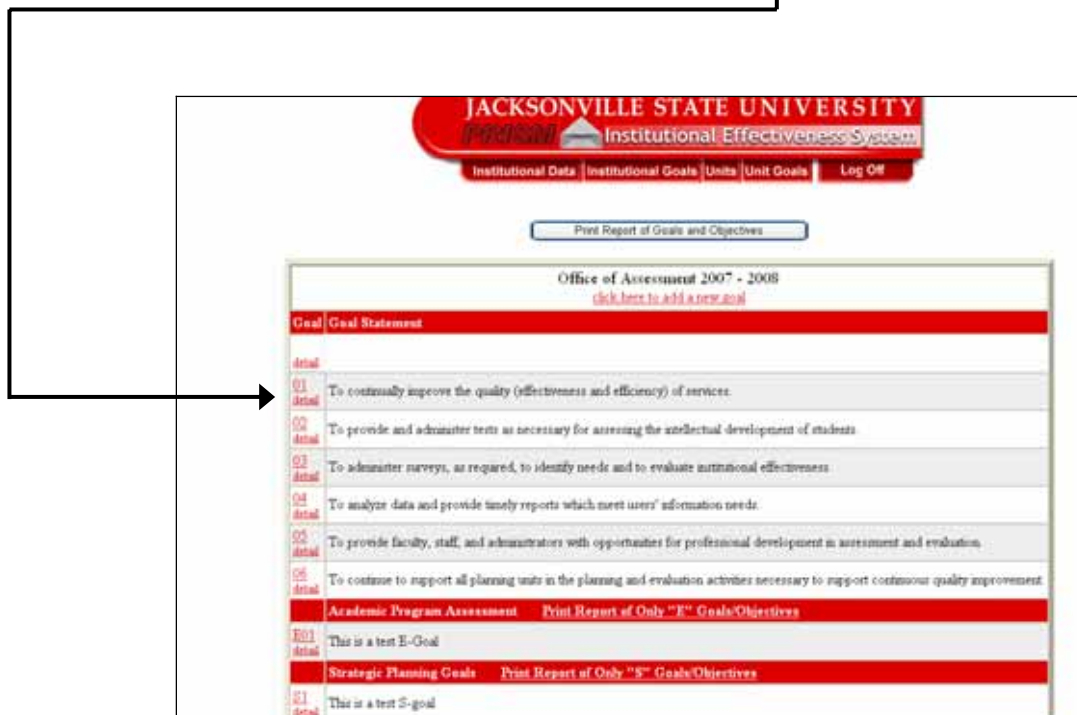 JACKSONVILLE STATE UNIVERSITY
PRISM Institutional Effectiveness System
Institutional Data Institutional Goals Units Unit Goals Log Off
Print Report of Goals and Objectives
Office of Assessment 2007 - 2008
click here to add a new goal
Goal Goal Statement
detail
01 To continually improve the quality (effectiveness and efficiency) of services.
detail
02 To provide and administer tests as necessary for assessing the intellectual development of students.
detail
03 To administer surveys, as required, to identify needs and to evaluate institutional effectiveness
detail
04 To analyze data and provide timely reports which meet users' information needs.
detail
05 To provide faculty, staff, and administrators with opportunities for professional development in assessment and evaluation.
detail
06 To continue to support all planning units in the planning and evaluation activities necessary to support continuous quality improvement.
detail
Academic Program Assessment Print Report of Only "E" Goals/Objectives
E01 This is a test E-Goal
detail
Strategic Planning Goals Print Report of Only "S" Goals/Objectives
S1 This is a test S-goal
detail